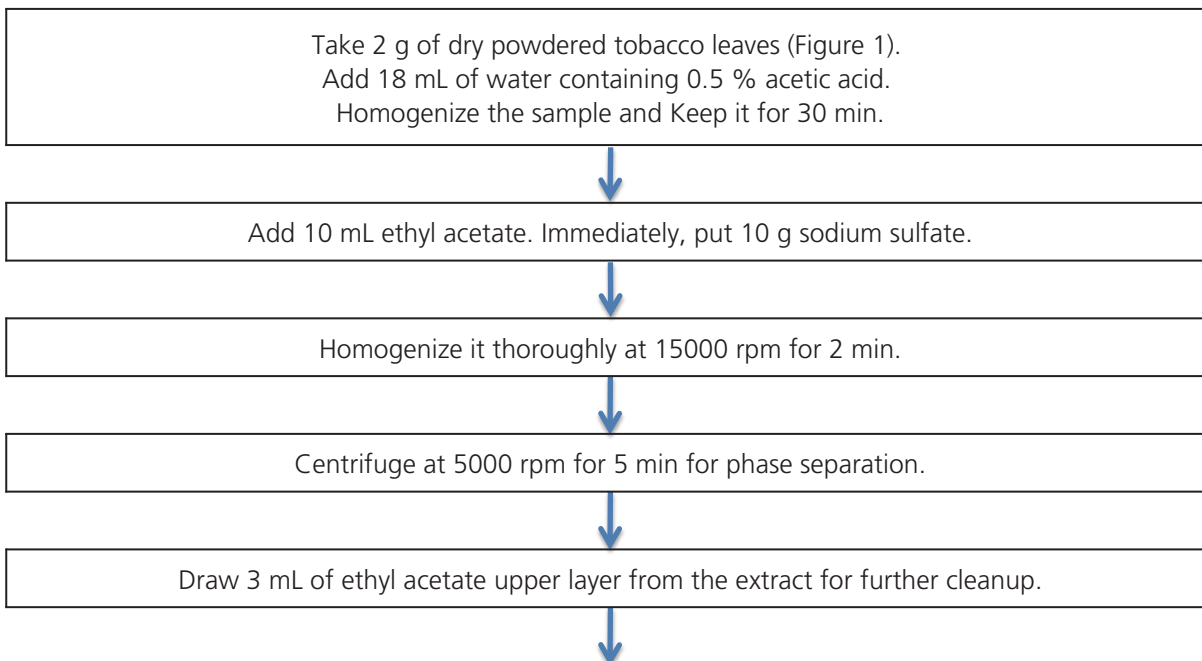 Take 2 g of dry powdered tobacco leaves (Figure 1).
Add 18 mL of water containing 0.5 % acetic acid.
Homogenize the sample and Keep it for 30 min.
Add 10 mL ethyl acetate. Immediately, put 10 g sodium sulfate.
Homogenize it thoroughly at 15000 rpm for 2 min.
Centrifuge at 5000 rpm for 5 min for phase separation.
Draw 3 mL of ethyl acetate upper layer from the extract for further cleanup.